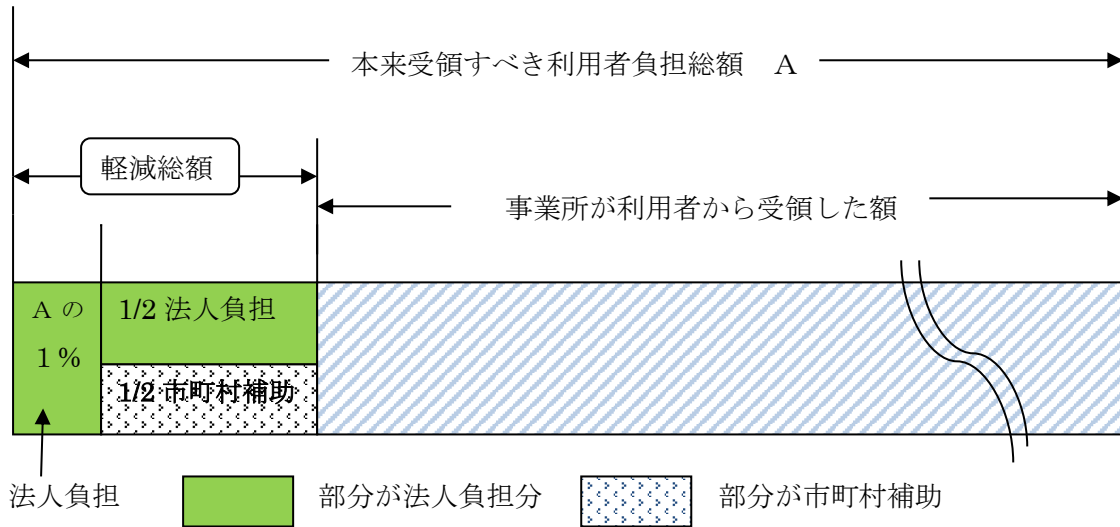 本来受領すべき利用者負担総額 A
軽減総額
事業所が利用者から受領した額
A の
1%
1/2 法人負担
1/2 市町村補助
法人負担
部分が法人負担分
部分が市町村補助